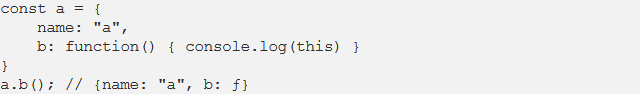 const a = {
    name: "a",
    b: function() { console.log(this) }
}
a.b(); // {name: "a", b: ƒ}